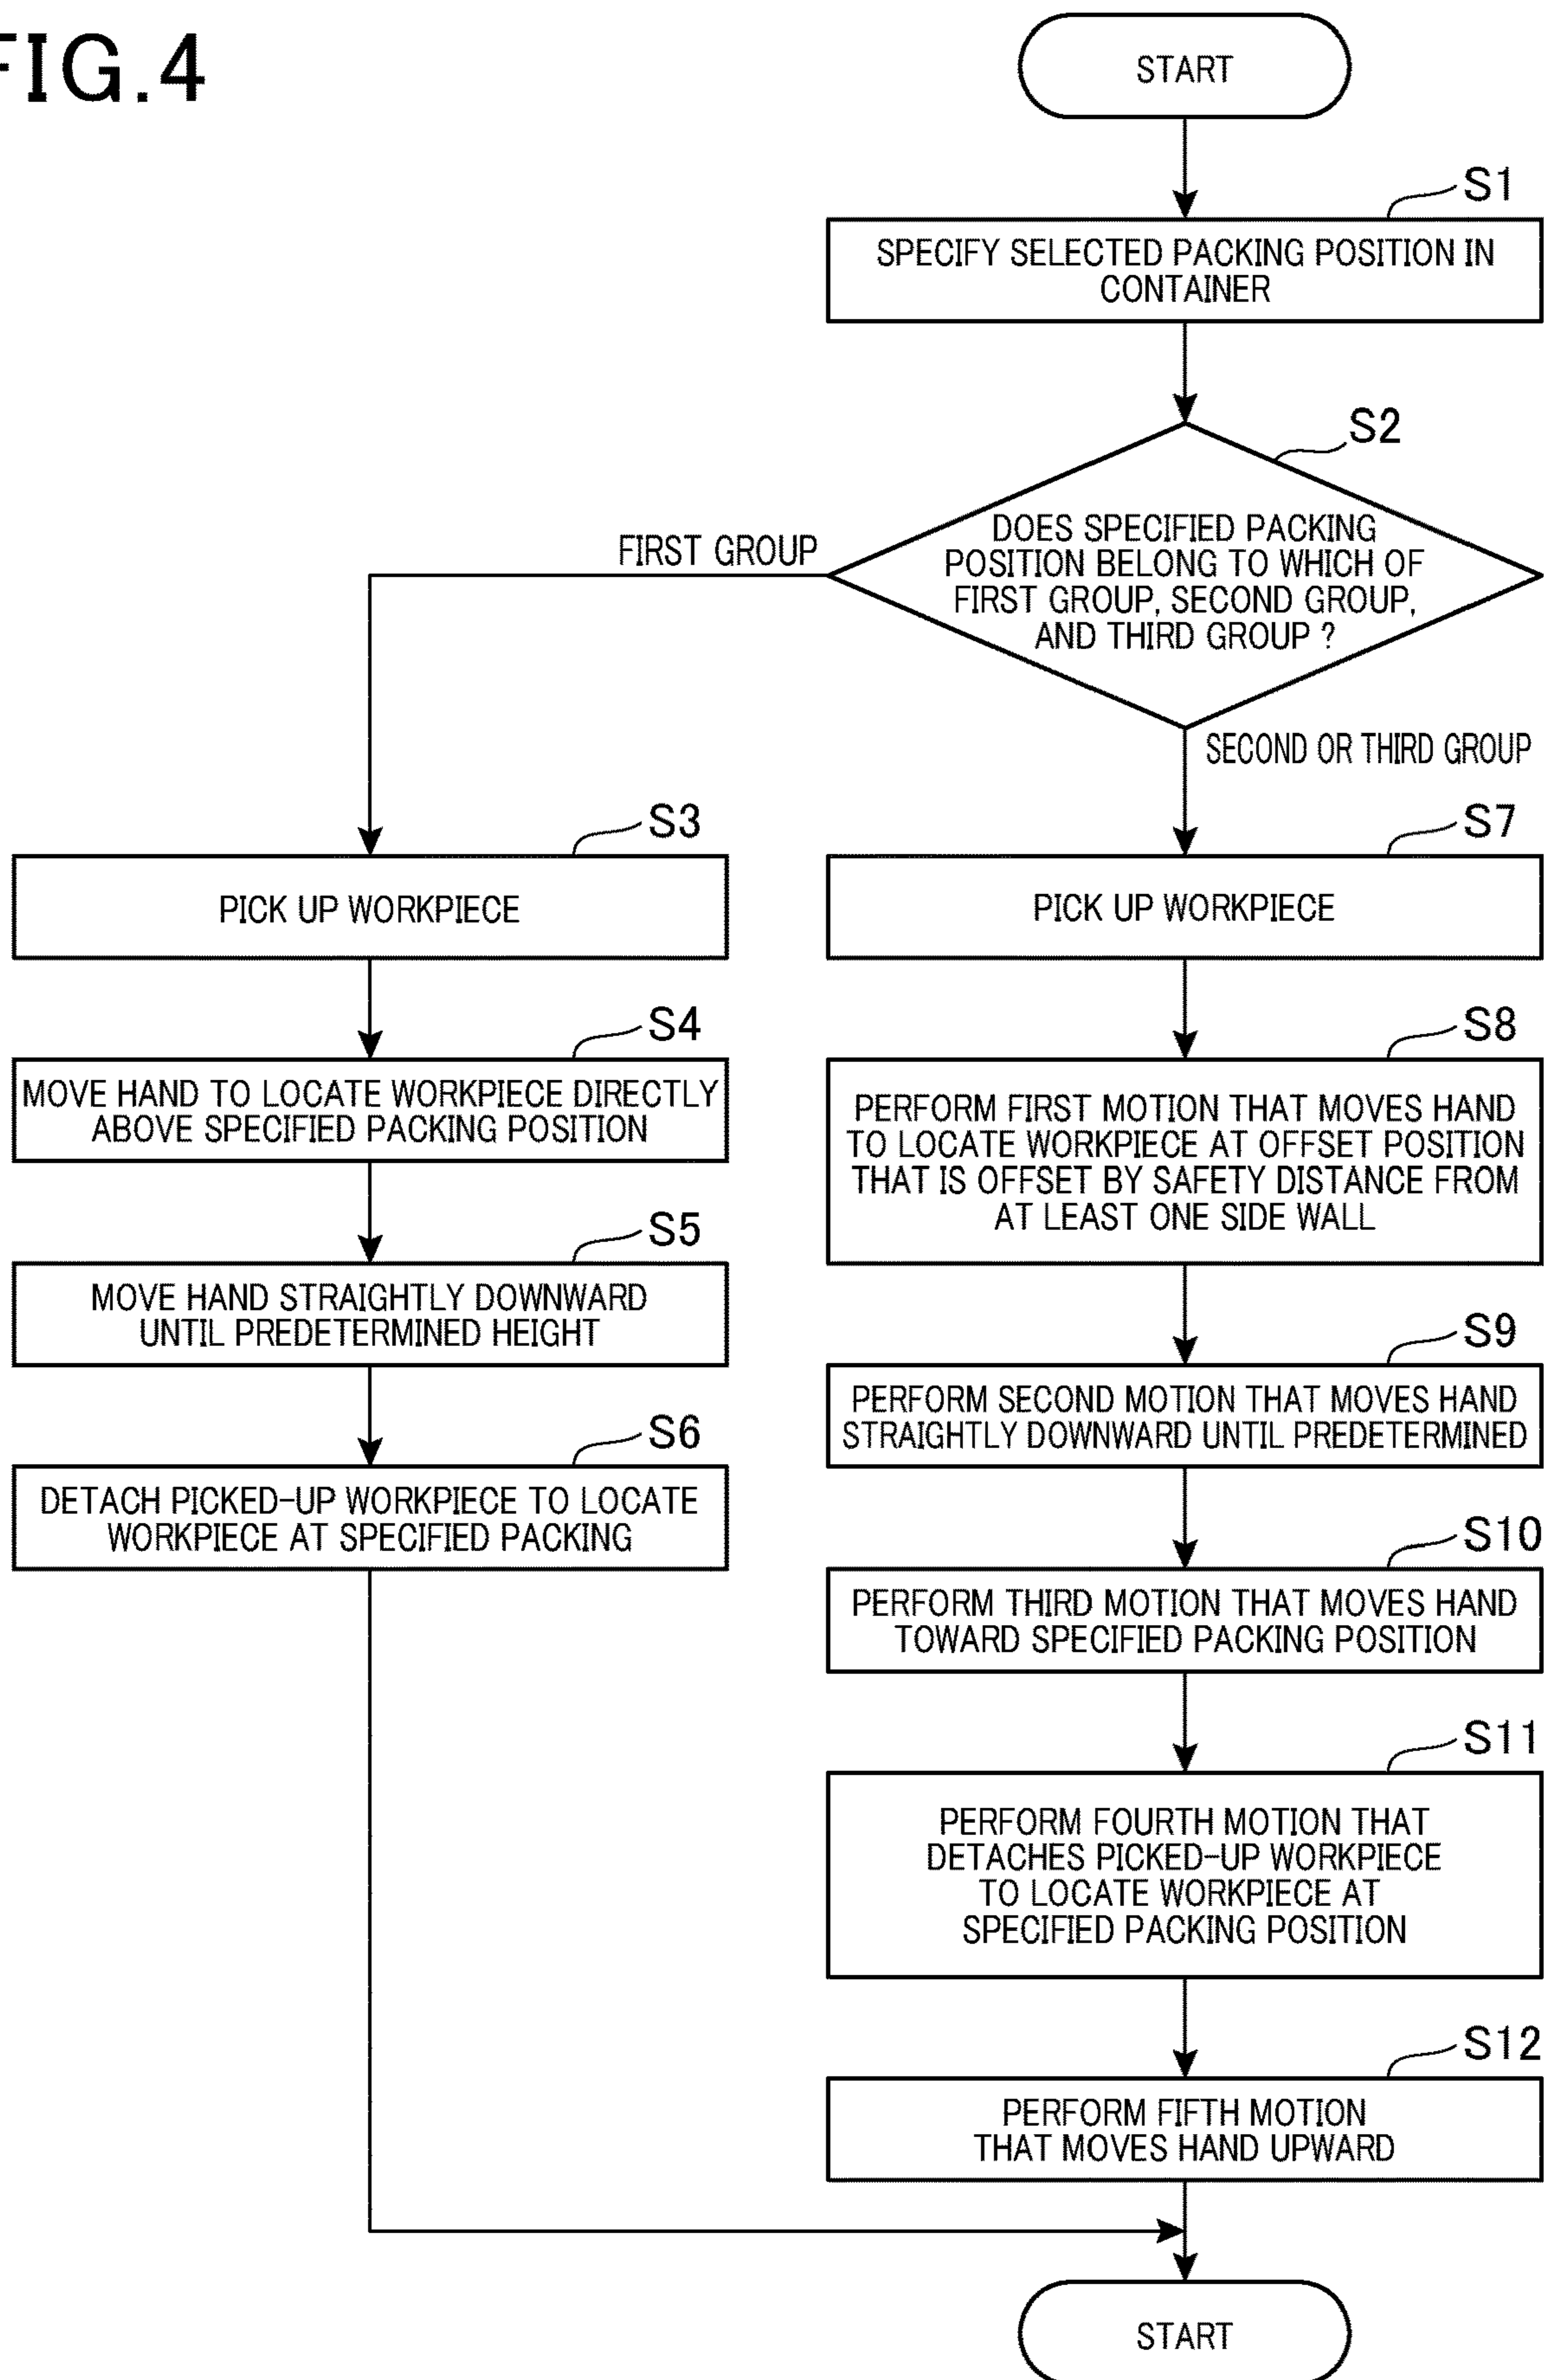 FIG.4
START
S1
SPECIFY SELECTED PACKING POSITION IN
CONTAINER
S2
DOES SPECIFIED PACKING
POSITION BELONG TO WHICH OF
FIRST GROUP, SECOND GROUP,
AND THIRD GROUP ?
FIRST GROUP
SECOND OR THIRD GROUP
S3
PICK UP WORKPIECE
S4
MOVE HAND TO LOCATE WORKPIECE DIRECTLY
ABOVE SPECIFIED PACKING POSITION
S5
MOVE HAND STRAIGHTLY DOWNWARD
UNTIL PREDETERMINED HEIGHT
S6
DETACH PICKED-UP WORKPIECE TO LOCATE
WORKPIECE AT SPECIFIED PACKING
S7
PICK UP WORKPIECE
S8
PERFORM FIRST MOTION THAT MOVES HAND
TO LOCATE WORKPIECE AT OFFSET POSITION
THAT IS OFFSET BY SAFETY DISTANCE FROM
AT LEAST ONE SIDE WALL
S9
PERFORM SECOND MOTION THAT MOVES HAND
STRAIGHTLY DOWNWARD UNTIL PREDETERMINED
S10
PERFORM THIRD MOTION THAT MOVES HAND
TOWARD SPECIFIED PACKING POSITION
S11
PERFORM FOURTH MOTION THAT
DETACHES PICKED-UP WORKPIECE
TO LOCATE WORKPIECE AT
SPECIFIED PACKING POSITION
S12
PERFORM FIFTH MOTION
THAT MOVES HAND UPWARD
START